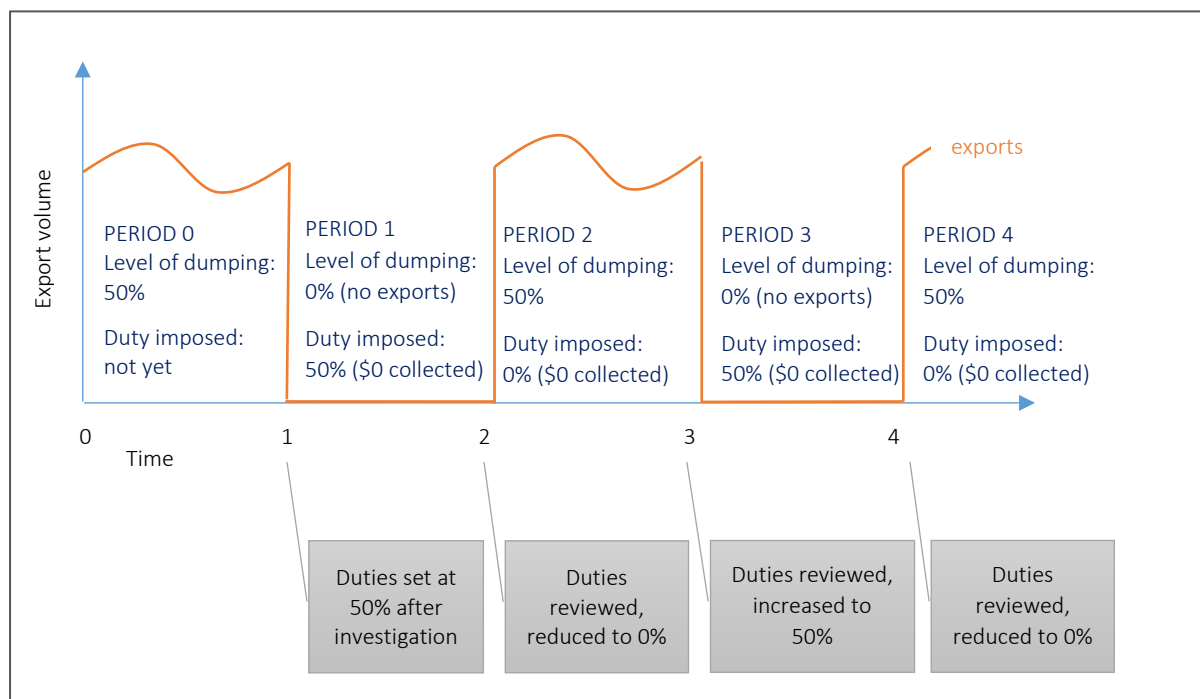 Export volume
exports
PERIOD 0
Level of dumping:
50%
Duty imposed:
not yet
PERIOD 1
Level of dumping:
0% (no exports)
Duty imposed:
50% ($0 collected)
PERIOD 2
Level of dumping:
50%
Duty imposed:
0% ($0 collected)
PERIOD 3
Level of dumping:
0% (no exports)
Duty imposed:
50% ($0 collected)
PERIOD 4
Level of dumping:
50%
Duty imposed:
0% ($0 collected)
0
1
2
3
4
Time
Duties set at
50% after
investigation
Duties
reviewed,
reduced to 0%
Duties reviewed,
increased to
50%
Duties
reviewed,
reduced to 0%